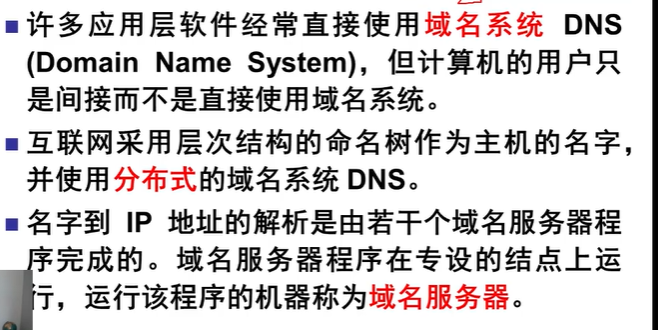 许多应用层软件经常直接使用域名系统 DNS
(Domain Name System)，但计算机的用户只
是间接而不是直接使用域名系统。
互联网采用层次结构的命名树作为主机的名字，
并使用分布式的域名系统 DNS。
名字到 IP 地址的解析是由若干个域名服务器程
序完成的。域名服务器程序在专设的结点上运
行，运行该程序的机器称为域名服务器。